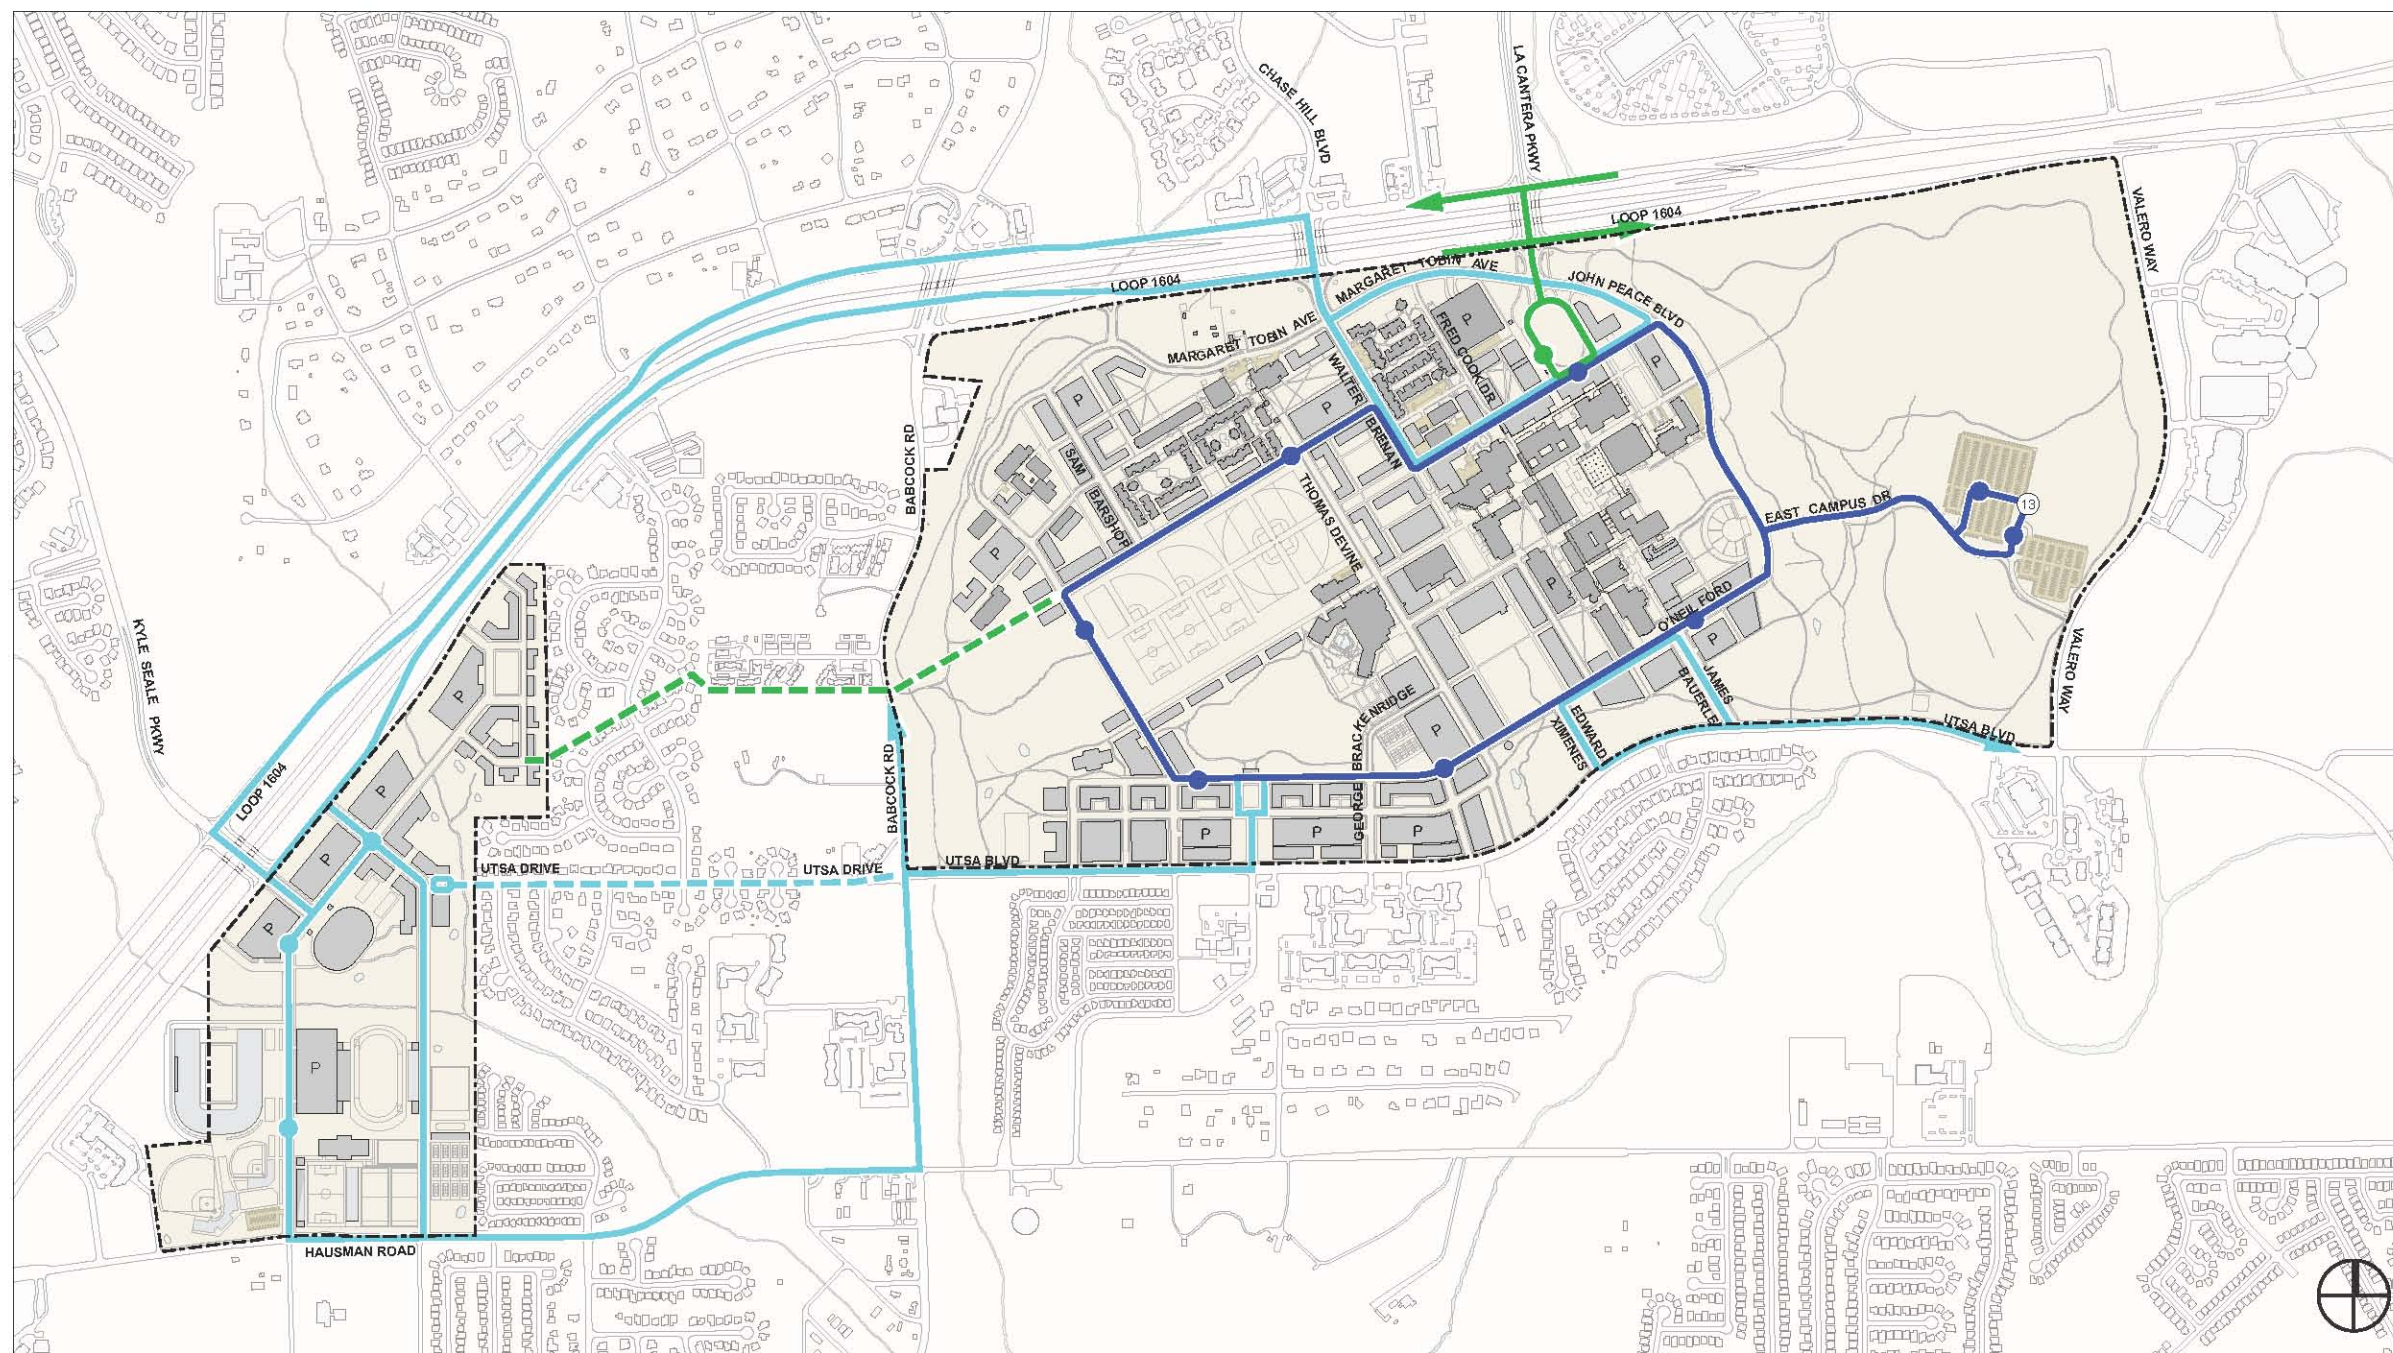 CHASE HILL BLVD
LA CANTERA PKWY
LOOP 1604
VALERO WAY
LOOP 1604
MARGARET TOBIN AVE
JOHN PEACE BLVD
MARGARET TOBIN AVE
FRED COOK DR
P
P
WALTER
BRENAN
P
P
BABCOCK RD
SAM
BARSHOP
THOMAS DEVINE
EAST CAMPUS DR
13
P
P
O'NEIL FORD
P
KYLE SEALE PKWY
P
JAMES
BAUERLE
VALERO WAY
GEORGE BRACKENRIDGE
P
EDWARD
XIMENES
UTSA BLVD
LOOP 1604
P
BABCOCK RD
P
P
P
P
UTSA DRIVE
UTSA DRIVE
UTSA BLVD
P
P
HAUSMAN ROAD